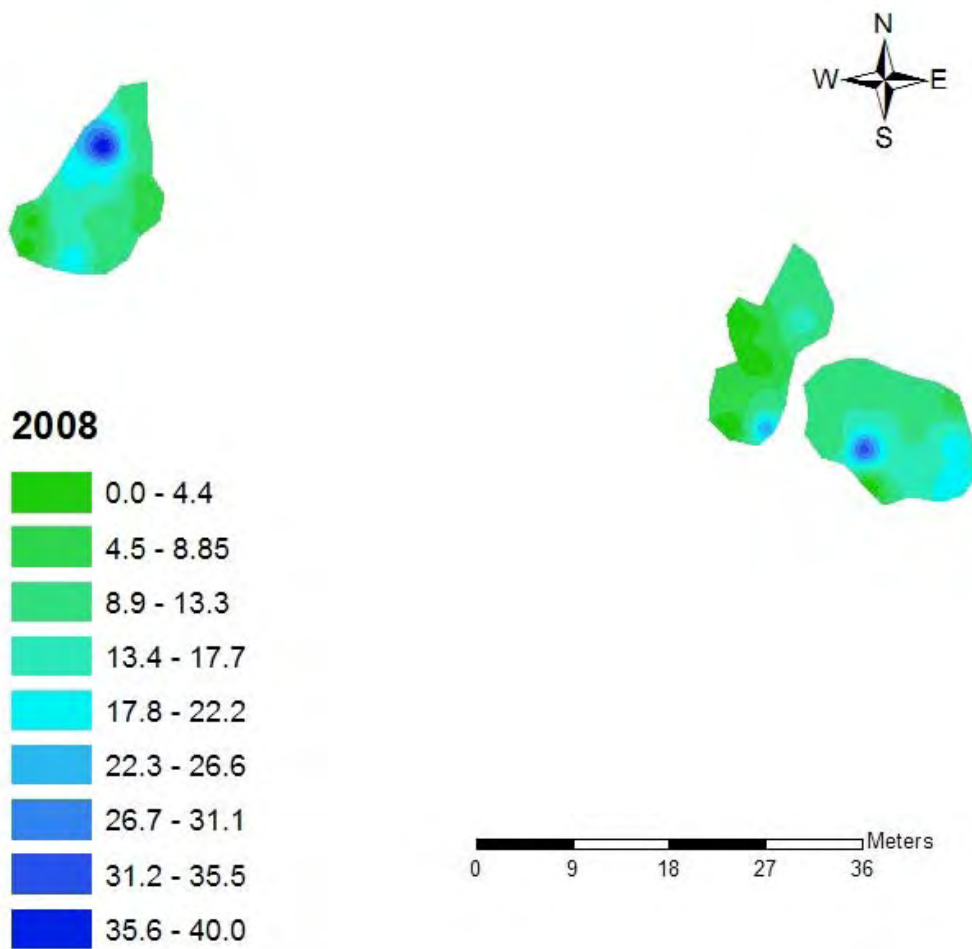 N
W E
S
2008
0.0 - 4.4
4.5 - 8.85
8.9 - 13.3
13.4 - 17.7
17.8 - 22.2
22.3 - 26.6
26.7 - 31.1
31.2 - 35.5
35.6 - 40.0
Meters
0 9 18 27 36